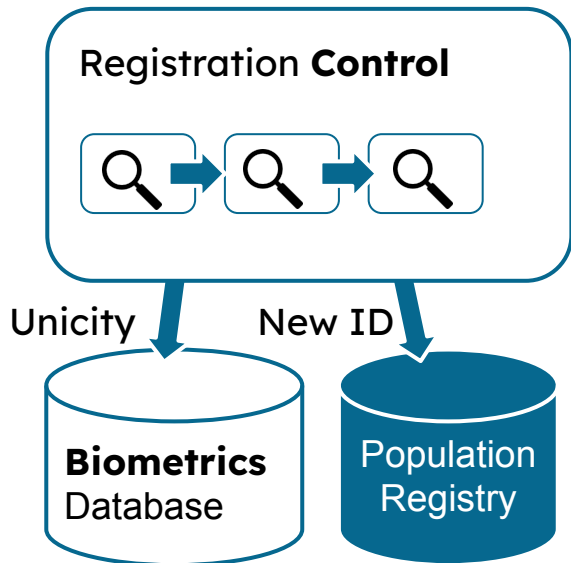 Registration Control
Unicity
New ID
Biometrics
Database
Population
Registry